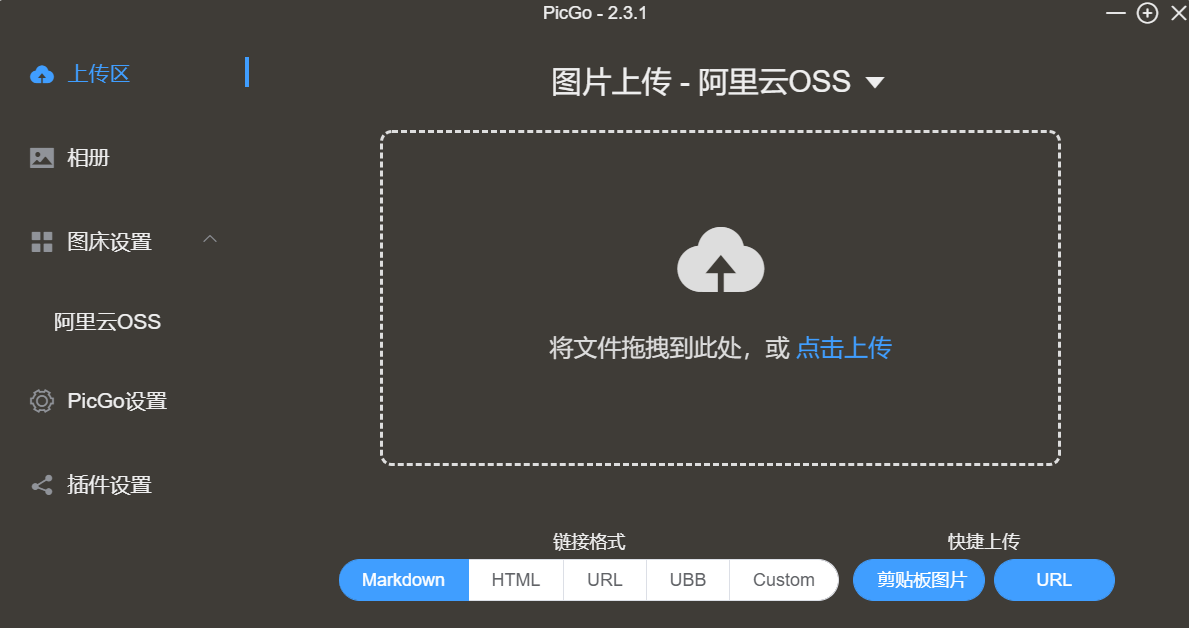 PicGo - 2.3.1
上传区
图片上传 - 阿里云OSS
相册
图床设置
阿里云OSS
将文件拖拽到此处，或 点击上传
PicGo设置
插件设置
链接格式
快捷上传
Markdown HTML URL UBB Custom 剪贴板图片 URL